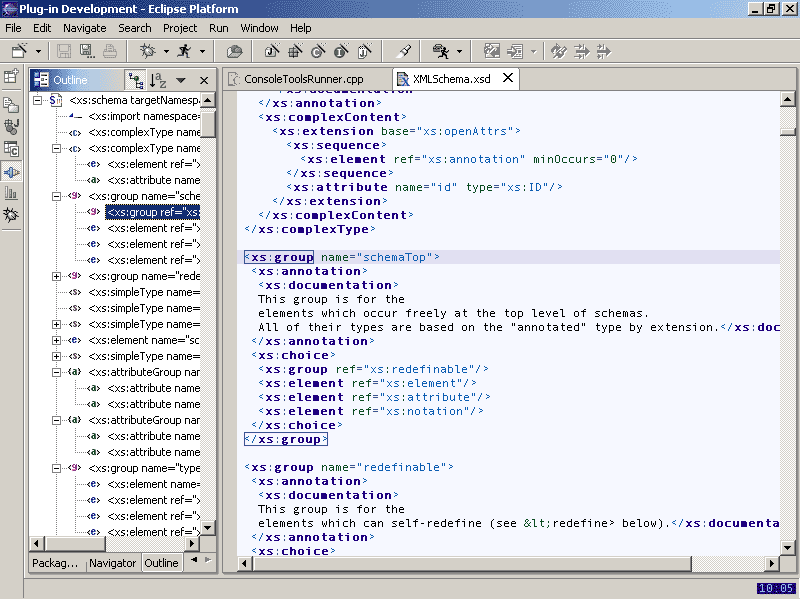 Plug-in Development - Eclipse Platform
File Edit Navigate Search Project Run Window Help
Outline
<xs:schema targetNamespa
<xs:import namespace=
<xs:complexType name
<xs:complexType name
<xs:element ref="x
<xs:attribute name
<xs:group name="sche
<xs:group ref="xs:
<xs:element ref="x
<xs:element ref="x
<xs:element ref="x
<xs:group name="rede
<xs:simpleType name=
<xs:simpleType name=
<xs:simpleType name=
<xs:element name="sc
<xs:simpleType name=
<xs:attributeGroup nar
<xs:attribute name
<xs:attribute name
<xs:attributeGroup nar
<xs:attribute name
<xs:attribute name
<xs:group name="type
<xs:element name=
<xs:element ref="x
<xs:element ref="x
<xs:element ref="x
Packag... Navigator Outline
ConsoleToolsRunner.cpp XMLSchema.xsd
</xs:documentation
</xs:annotation>
<xs:complexContent>
<xs:extension base="xs:openAttrs">
<xs:sequence>
<xs:element ref="xs:annotation" minOccurs="0"/>
</xs:sequence>
<xs:attribute name="id" type="xs:ID"/>
</xs:extension>
</xs:complexContent>
</xs:complexType>
<xs:group name="schemaTop">
<xs:annotation>
<xs:documentation>
This group is for the
elements which occur freely at the top level of schemas.
All of their types are based on the "annotated" type by extension.</xs:doc
</xs:annotation>
<xs:choice>
<xs:group ref="xs:redefinable"/>
<xs:element ref="xs:element"/>
<xs:element ref="xs:attribute"/>
<xs:element ref="xs:notation"/>
</xs:choice>
</xs:group>
<xs:group name="redefinable">
<xs:annotation>
<xs:documentation>
This group is for the
elements which can self-redefine (see &lt;redefine> below).</xs:documenta
</xs:annotation>
<xs:choice>
10:05